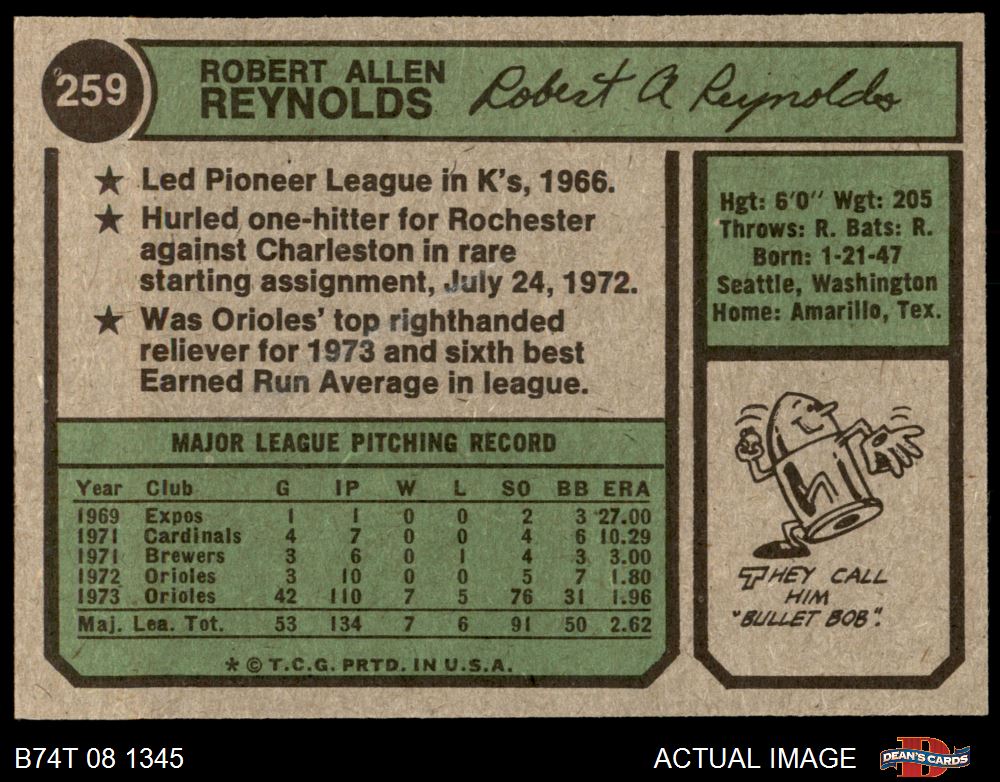 259
ROBERT ALLEN
REYNOLDS
Robert A Reynolds
★ Led Pioneer League in K's, 1966.
★ Hurled one-hitter for Rochester
against Charleston in rare
starting assignment, July 24, 1972.
★ Was Orioles' top righthanded
reliever for 1973 and sixth best
Earned Run Average in league.
Hgt: 6'0" Wgt: 205
Throws: R. Bats: R.
Born: 1-21-47
Seattle, Washington
Home: Amarillo, Tex.
MAJOR LEAGUE PITCHING RECORD
Year Club G IP W L SO BB ERA
1969 Expos 1 1 0 0 2 3 27.00
1971 Cardinals 4 7 0 0 4 6 10.29
1971 Brewers 3 6 0 1 4 3 3.00
1972 Orioles 3 10 0 0 5 7 1.80
1973 Orioles 42 110 7 5 76 31 1.96
Maj. Lea. Tot. 53 134 7 6 91 50 2.62
* © T.C.G. PRTD. IN U.S.A.
THEY CALL
HIM
"BULLET BOB".
B74T 08 1345
ACTUAL IMAGE
DEAN'S CARDS